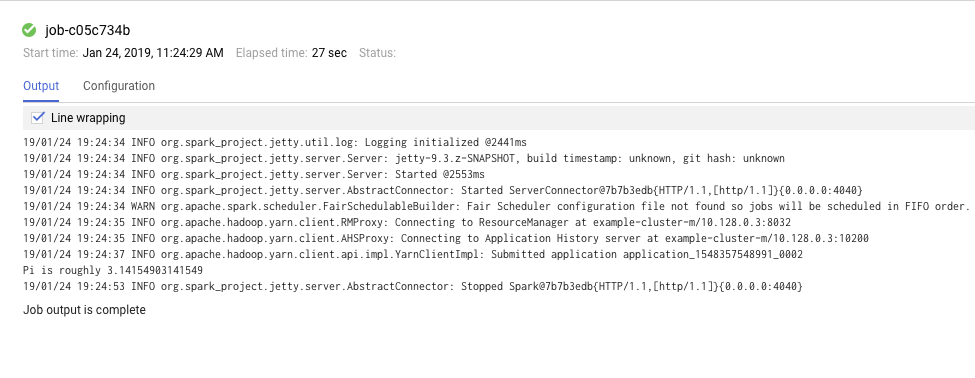 job-c05c734b
Start time: Jan 24, 2019, 11:24:29 AM Elapsed time: 27 sec Status:
Output Configuration
Line wrapping
19/01/24 19:24:34 INFO org.spark_project.jetty.util.log: Logging initialized @2441ms
19/01/24 19:24:34 INFO org.spark_project.jetty.server.Server: jetty-9.3.z-SNAPSHOT, build timestamp: unknown, git hash: unknown
19/01/24 19:24:34 INFO org.spark_project.jetty.server.Server: Started @2553ms
19/01/24 19:24:34 INFO org.spark_project.jetty.server.AbstractConnector: Started ServerConnector@7b7b3edb{HTTP/1.1,[http/1.1]}{0.0.0.0:4040}
19/01/24 19:24:34 WARN org.apache.spark.scheduler.FairSchedulableBuilder: Fair Scheduler configuration file not found so jobs will be scheduled in FIFO order.
19/01/24 19:24:35 INFO org.apache.hadoop.yarn.client.RMProxy: Connecting to ResourceManager at example-cluster-m/10.128.0.3:8032
19/01/24 19:24:35 INFO org.apache.hadoop.yarn.client.AHSProxy: Connecting to Application History server at example-cluster-m/10.128.0.3:10200
19/01/24 19:24:37 INFO org.apache.hadoop.yarn.client.api.impl.YarnClientImpl: Submitted application application_1548357548991_0002
Pi is roughly 3.14154903141549
19/01/24 19:24:53 INFO org.spark_project.jetty.server.AbstractConnector: Stopped Spark@7b7b3edb{HTTP/1.1,[http/1.1]}{0.0.0.0:4040}
Job output is complete